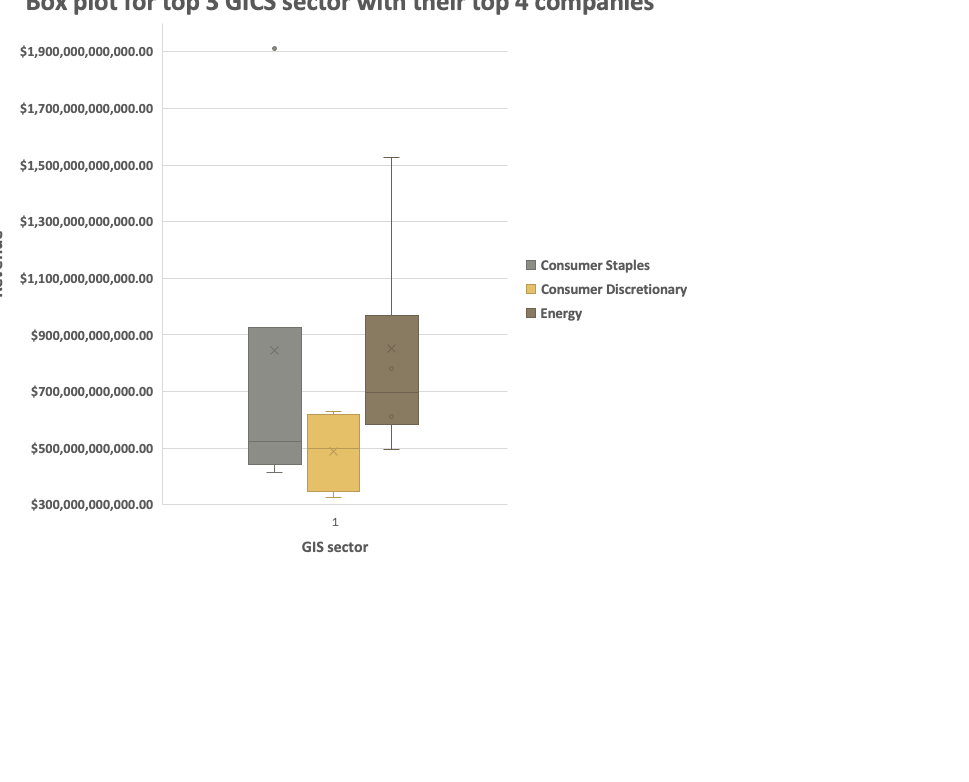 Box plot for top 3 GICS sector with their top 4 companies
$1,900,000,000,000.00
$1,700,000,000,000.00
$1,500,000,000,000.00
$1,300,000,000,000.00
$1,100,000,000,000.00
$900,000,000,000.00
$700,000,000,000.00
$500,000,000,000.00
$300,000,000,000.00
Revenue
1
GIS sector
Consumer Staples
Consumer Discretionary
Energy